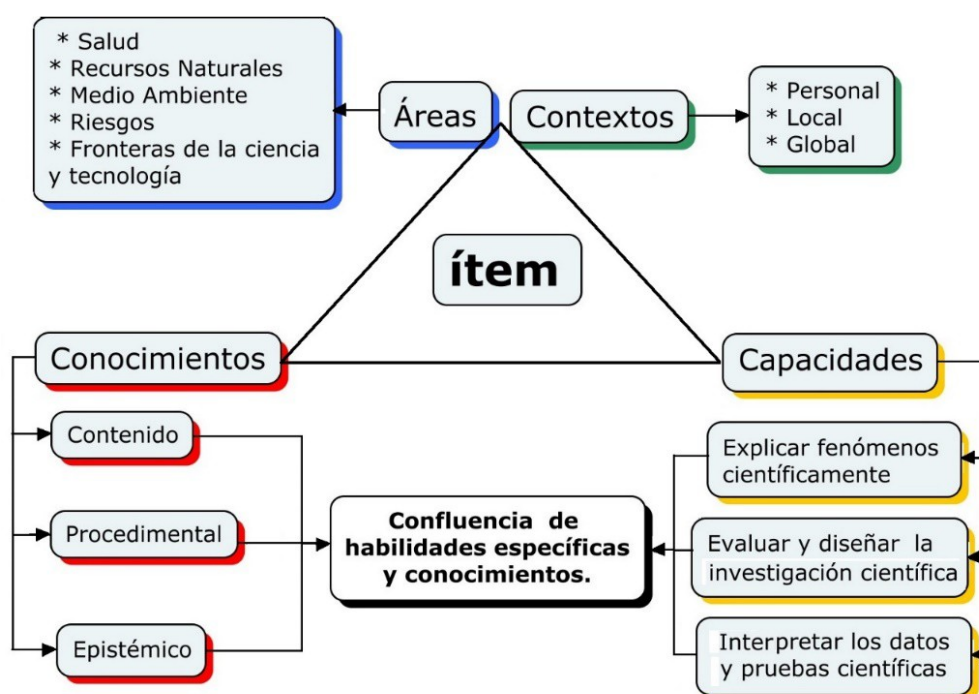 * Salud
* Recursos Naturales
* Medio Ambiente
* Riesgos
* Fronteras de la ciencia
y tecnología
Áreas
Contextos
* Personal
* Local
* Global
ítem
Conocimientos
Capacidades
Contenido
Procedimental
Epistémico
Confluencia de
habilidades específicas
y conocimientos.
Explicar fenómenos
científicamente
Evaluar y diseñar la
investigación científica
Interpretar los datos
y pruebas científicas